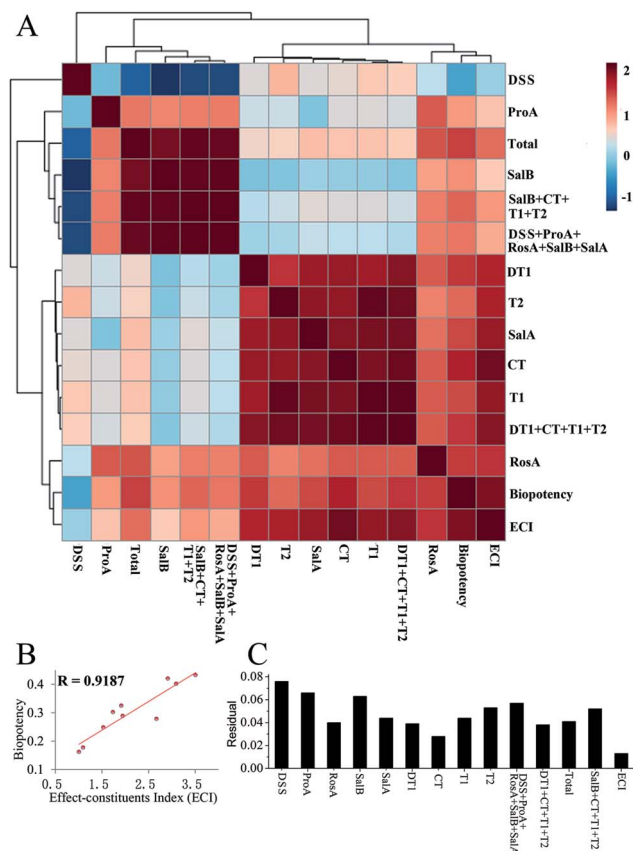 A
DSS
ProA
Total
SalB
SalB+CT+
T1+T2
DSS+ProA+
RosA+SalB+SalA
DT1
T2
SalA
CT
T1
DT1+CT+T1+T2
RosA
Biopotency
ECI
2
1
0
-1
DSS
ProA
Total
SalB
SalB+CT+
T1+T2
DSS+ProA+
RosA+SalB+SalA
DT1
T2
SalA
CT
T1
DT1+CT+T1+T2
RosA
Biopotency
ECI
B
R = 0.9187
Biopotency
0.4
0.3
0.2
0.1
0.5
1.5
2.5
3.5
Effect-constituents Index (ECI)
C
Residual
0.08
0.06
0.04
0.02
0.00
DSS
ProA
RosA
SalB
SalA
DT1
CT
T1
T2
DSS+ProA+
RosA+SalB+SalA
DT1+CT+T1+T2
Total
SalB+CT+T1+T2
ECI